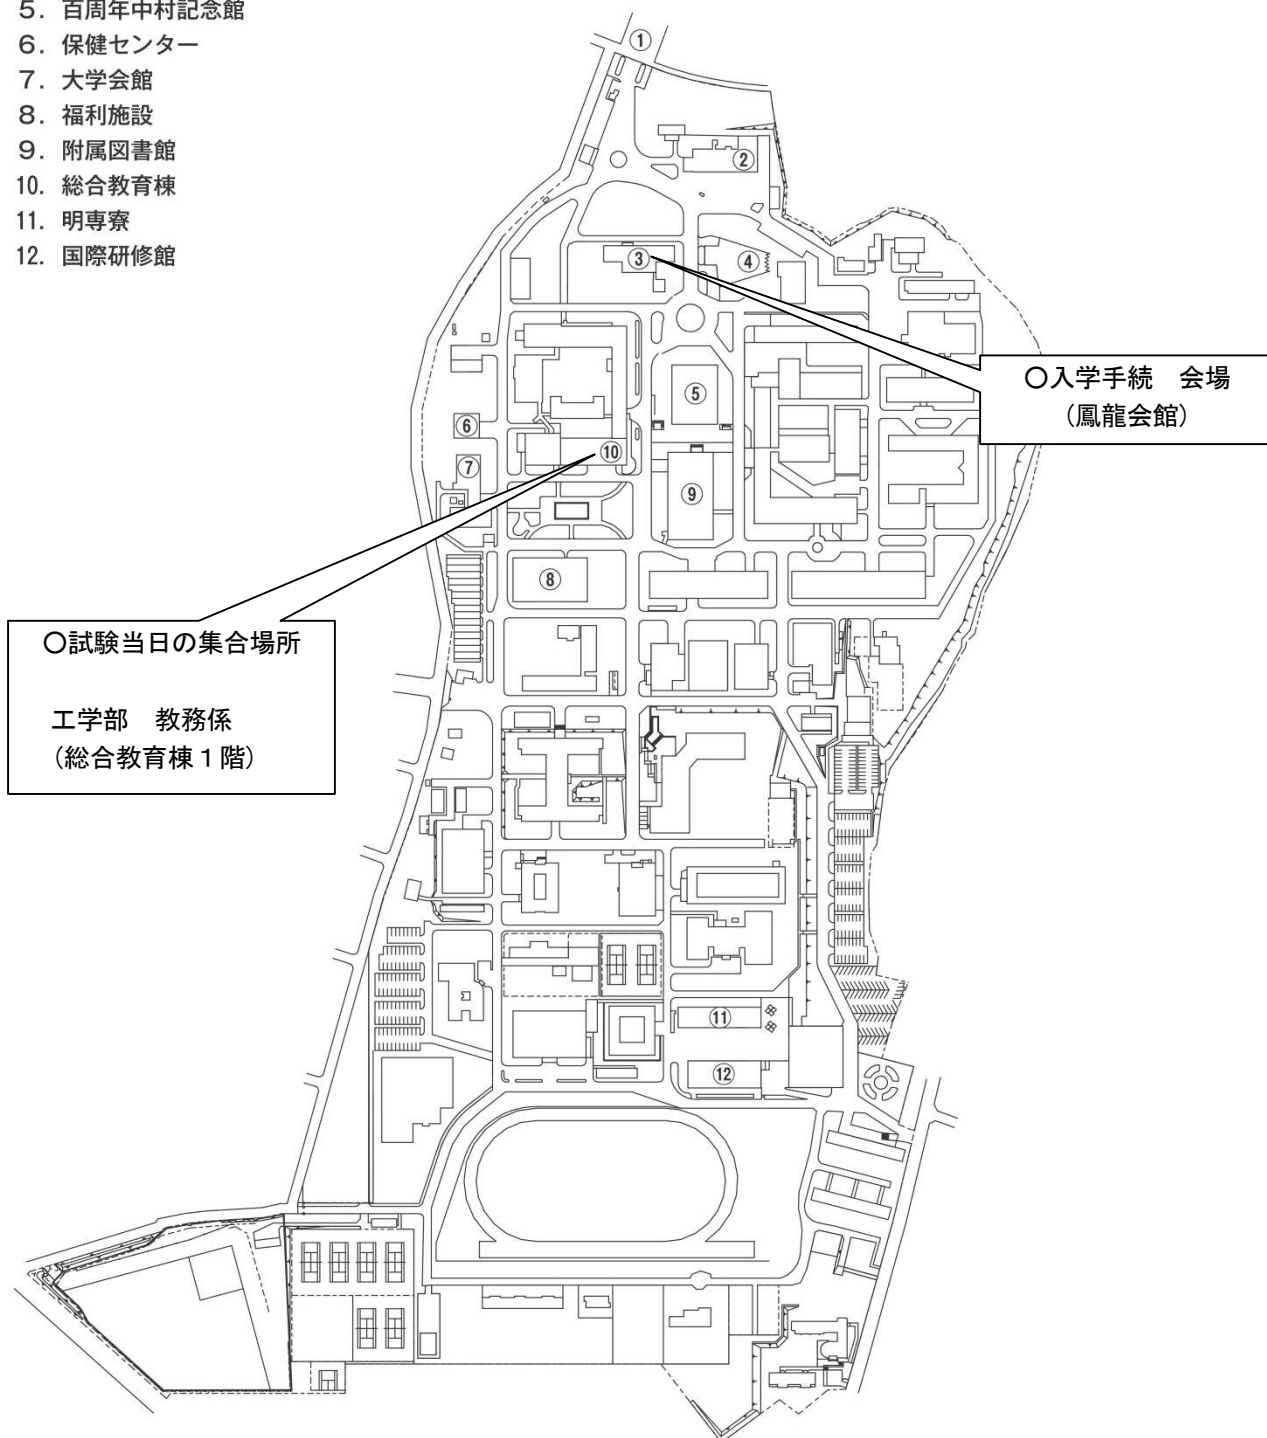 5. 百周年中村記念館
6. 保健センター
7. 大学会館
8. 福利施設
9. 附属図書館
10. 総合教育棟
11. 明専寮
12. 国際研修館
①
②
③
④
〇入学手続　会場
(鳳龍会館)
⑤
⑥
⑩
⑦
⑨
⑧
〇試験当日の集合場所
工学部　教務係
(総合教育棟１階)
⑪
⑫